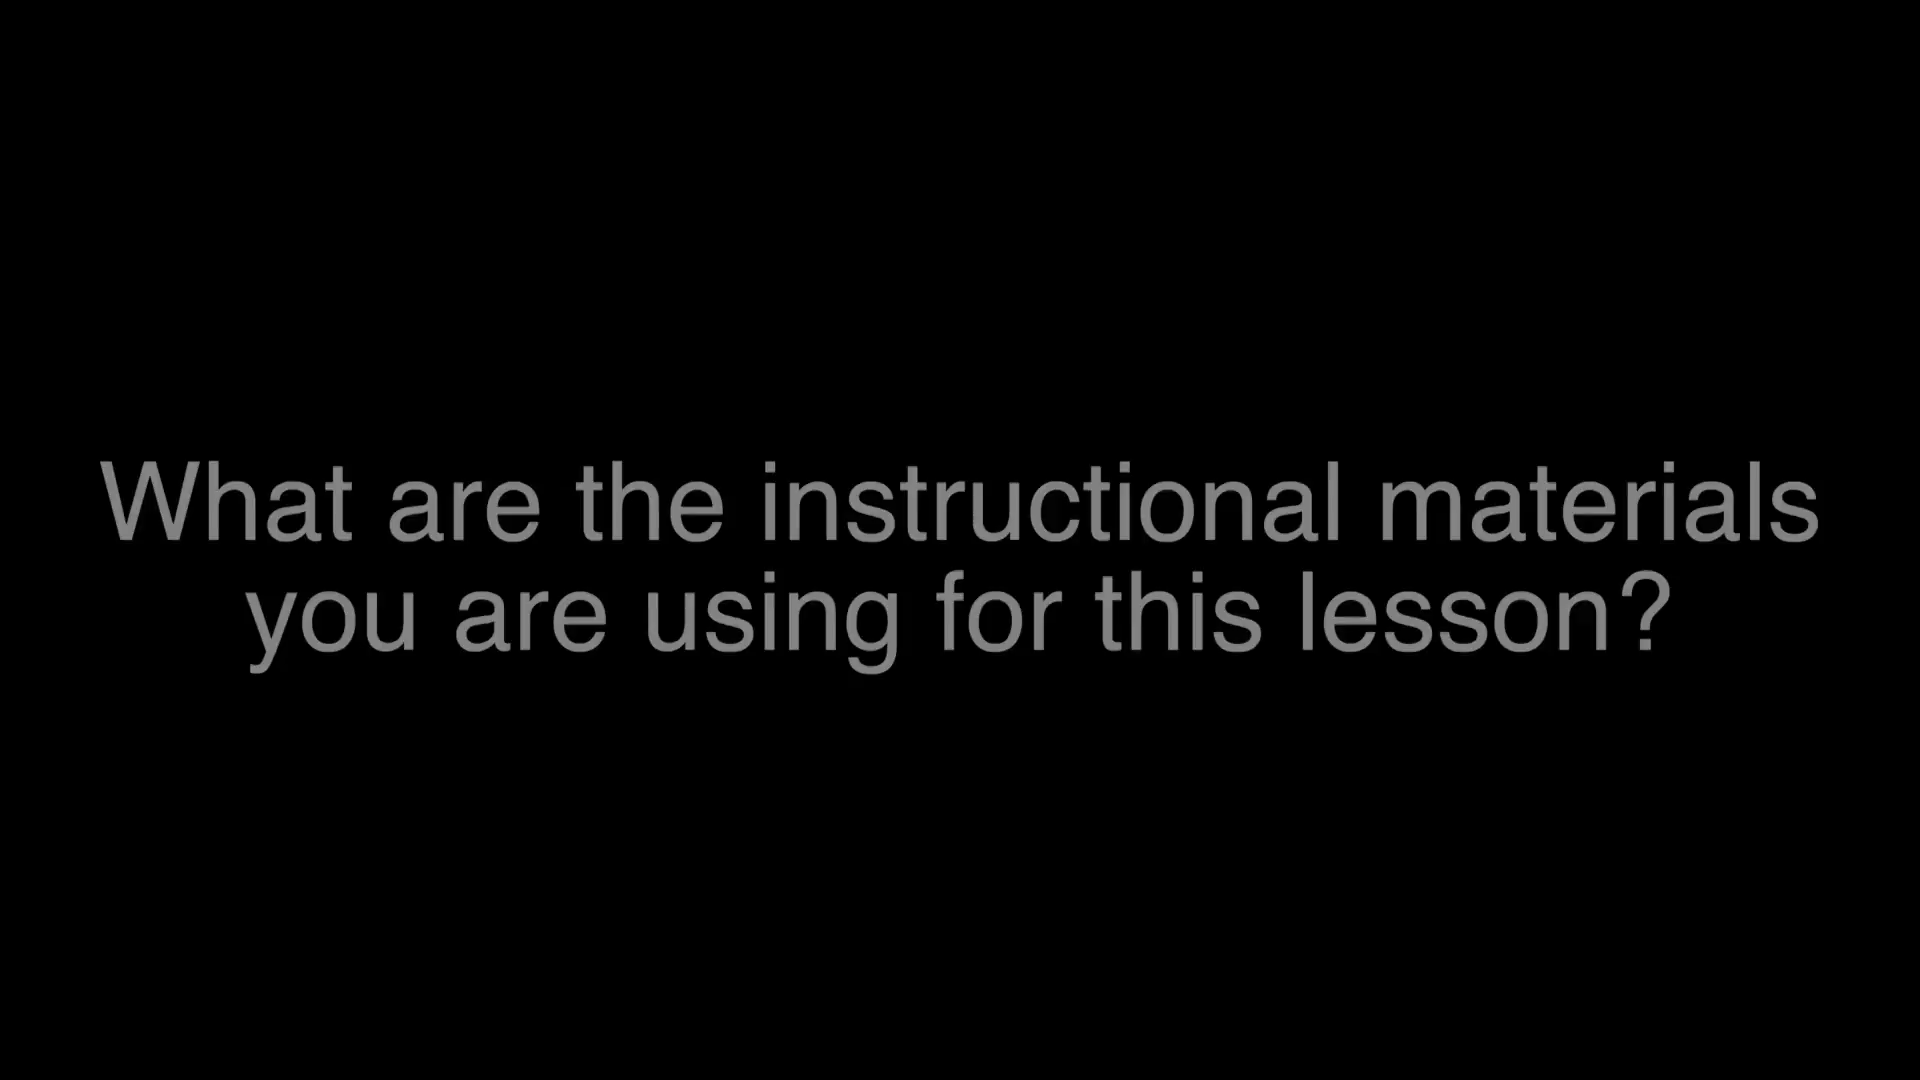 What are the instructional materials
you are using for this lesson?